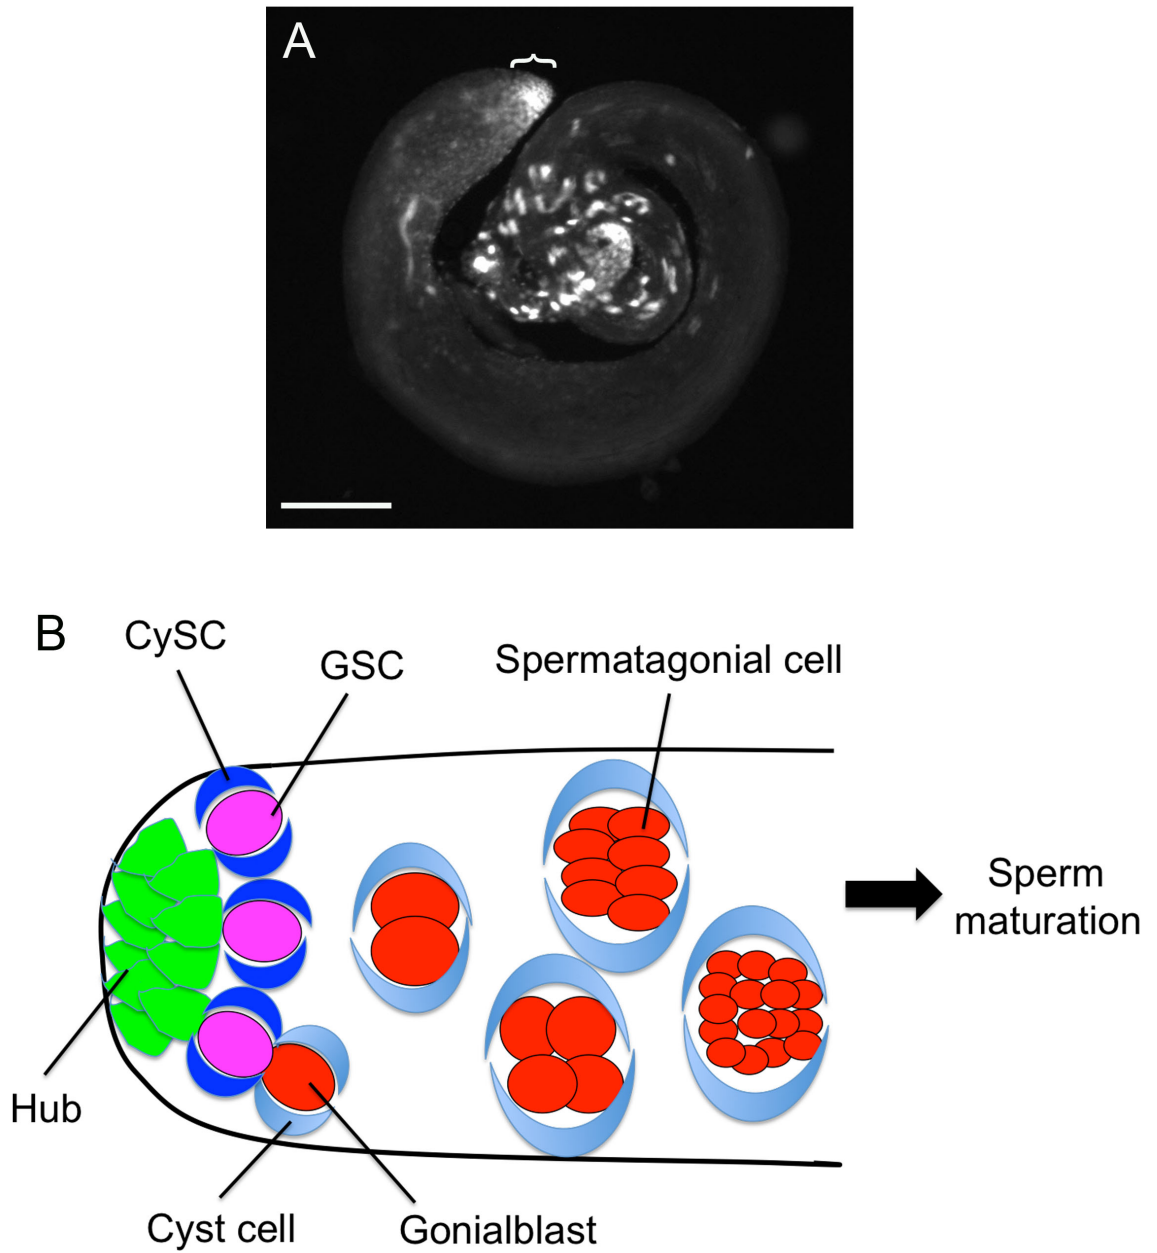 A
B
CySC
GSC
Spermatagonial cell
Sperm
maturation
Hub
Cyst cell
Gonialblast